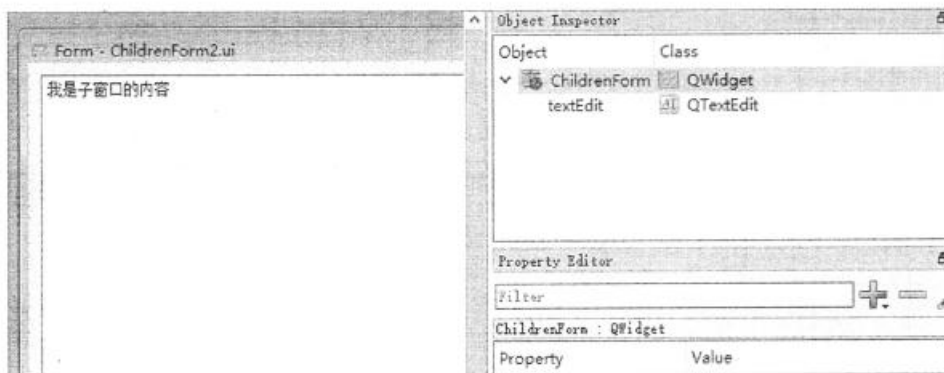 Form - ChildrenForm2.ui
我是子窗口的内容
Object Inspector
Object Class
ChildrenForm QWidget
textEdit AI QTextEdit
Property Editor
Filter
ChildrenForm : QWidget
Property Value